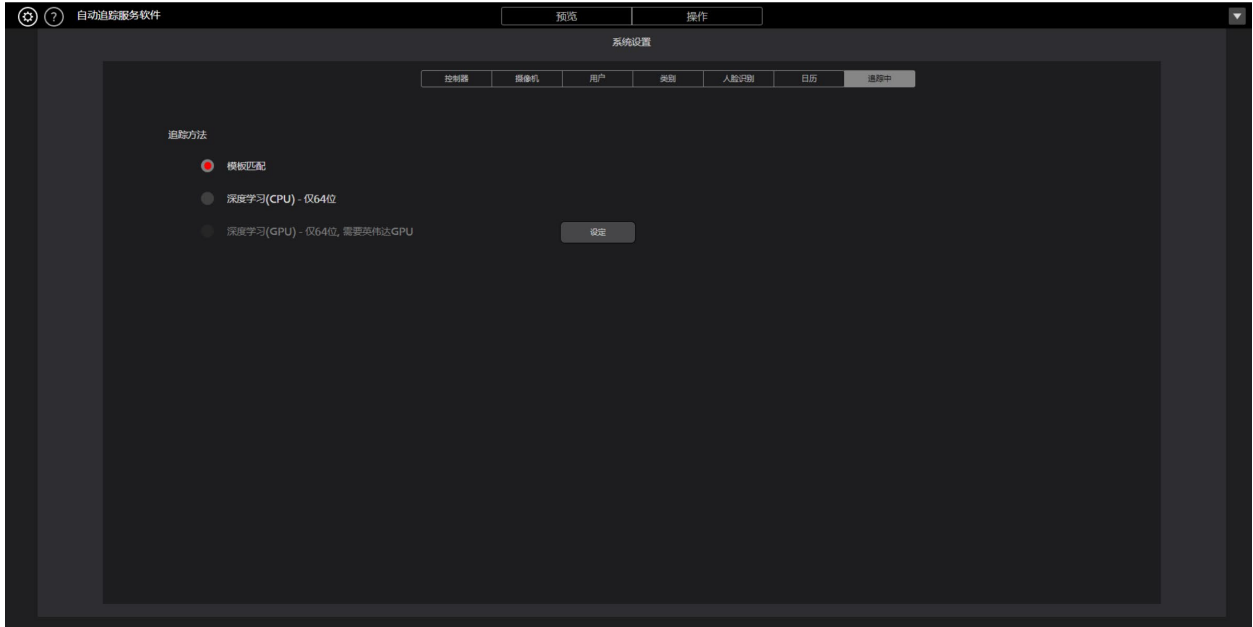 自动追踪服务软件 预览 操作
系统设置
控制器 摄像机 用户 类别 人脸识别 日历 追踪中
追踪方法
模板匹配
深度学习(CPU) - 仅64位
深度学习(GPU) - 仅64位, 需要英伟达GPU 设定